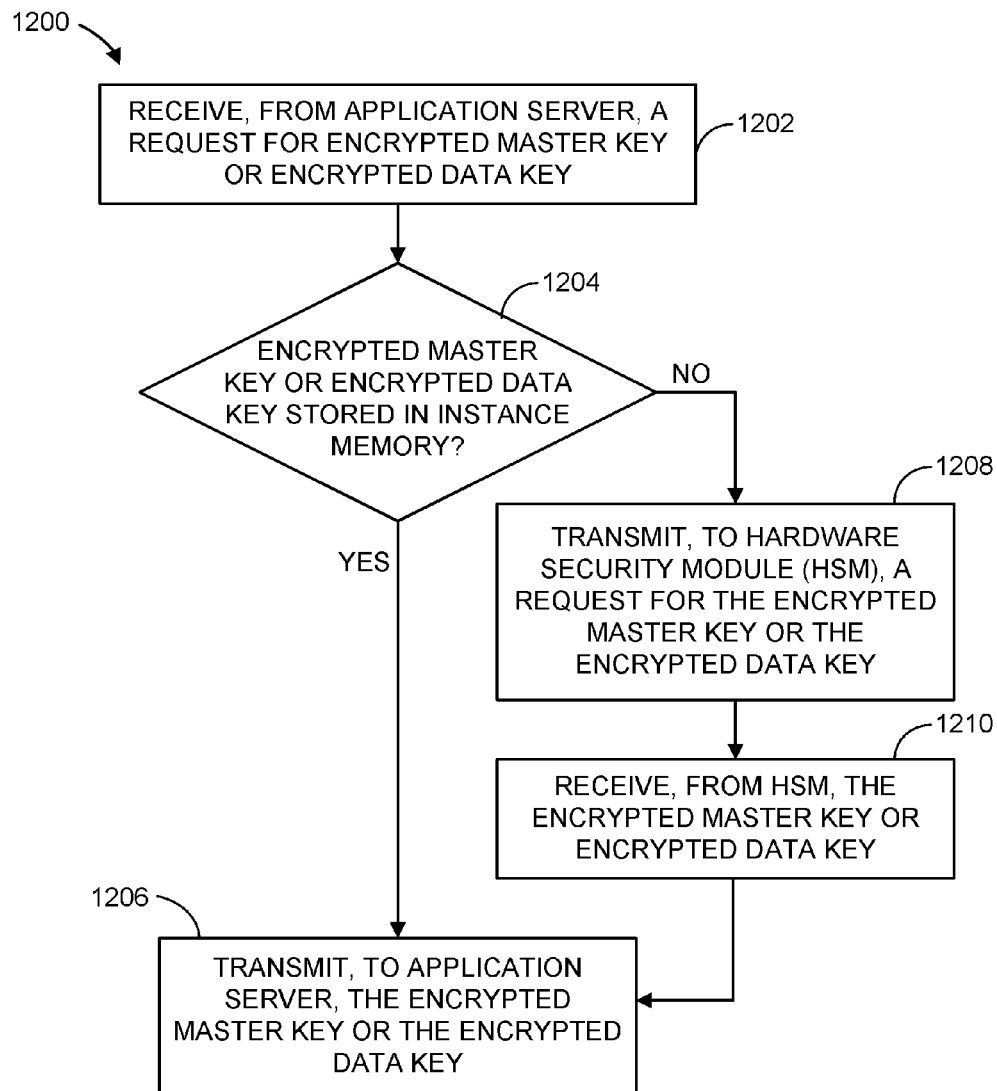 1200
RECEIVE, FROM APPLICATION SERVER, A
REQUEST FOR ENCRYPTED MASTER KEY
OR ENCRYPTED DATA KEY
1202
1204
ENCRYPTED MASTER
KEY OR ENCRYPTED DATA
KEY STORED IN INSTANCE
MEMORY?
NO
YES
1208
TRANSMIT, TO HARDWARE
SECURITY MODULE (HSM), A
REQUEST FOR THE ENCRYPTED
MASTER KEY OR THE
ENCRYPTED DATA KEY
1210
RECEIVE, FROM HSM, THE
ENCRYPTED MASTER KEY OR
ENCRYPTED DATA KEY
1206
TRANSMIT, TO APPLICATION
SERVER, THE ENCRYPTED
MASTER KEY OR THE ENCRYPTED
DATA KEY